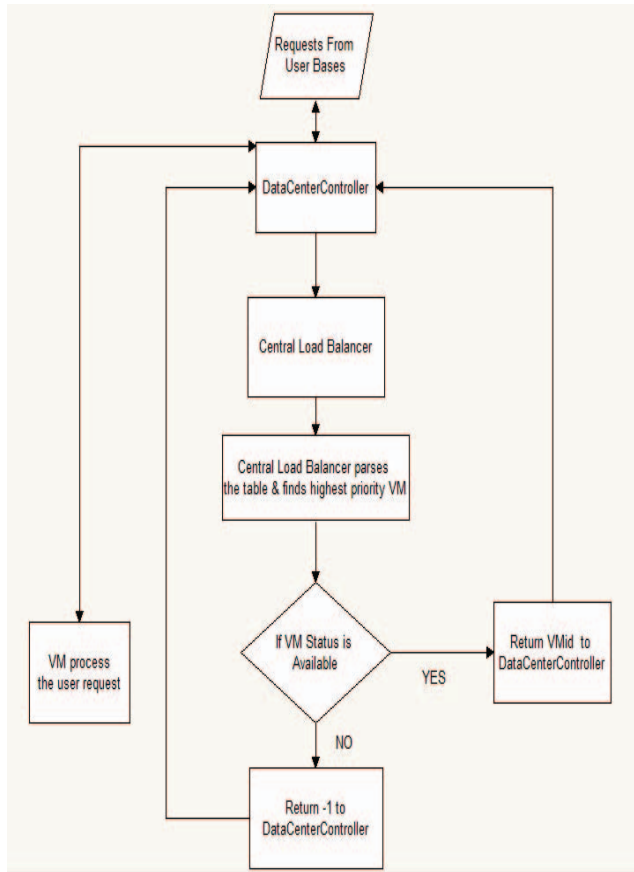 Requests From
User Bases
DataCenterController
Central Load Balancer
Central Load Balancer parses
the table & finds highest priority VM
If VM Status is
Available
YES
Return VMid to
DataCenterController
VM process
the user request
NO
Return -1 to
DataCenterController